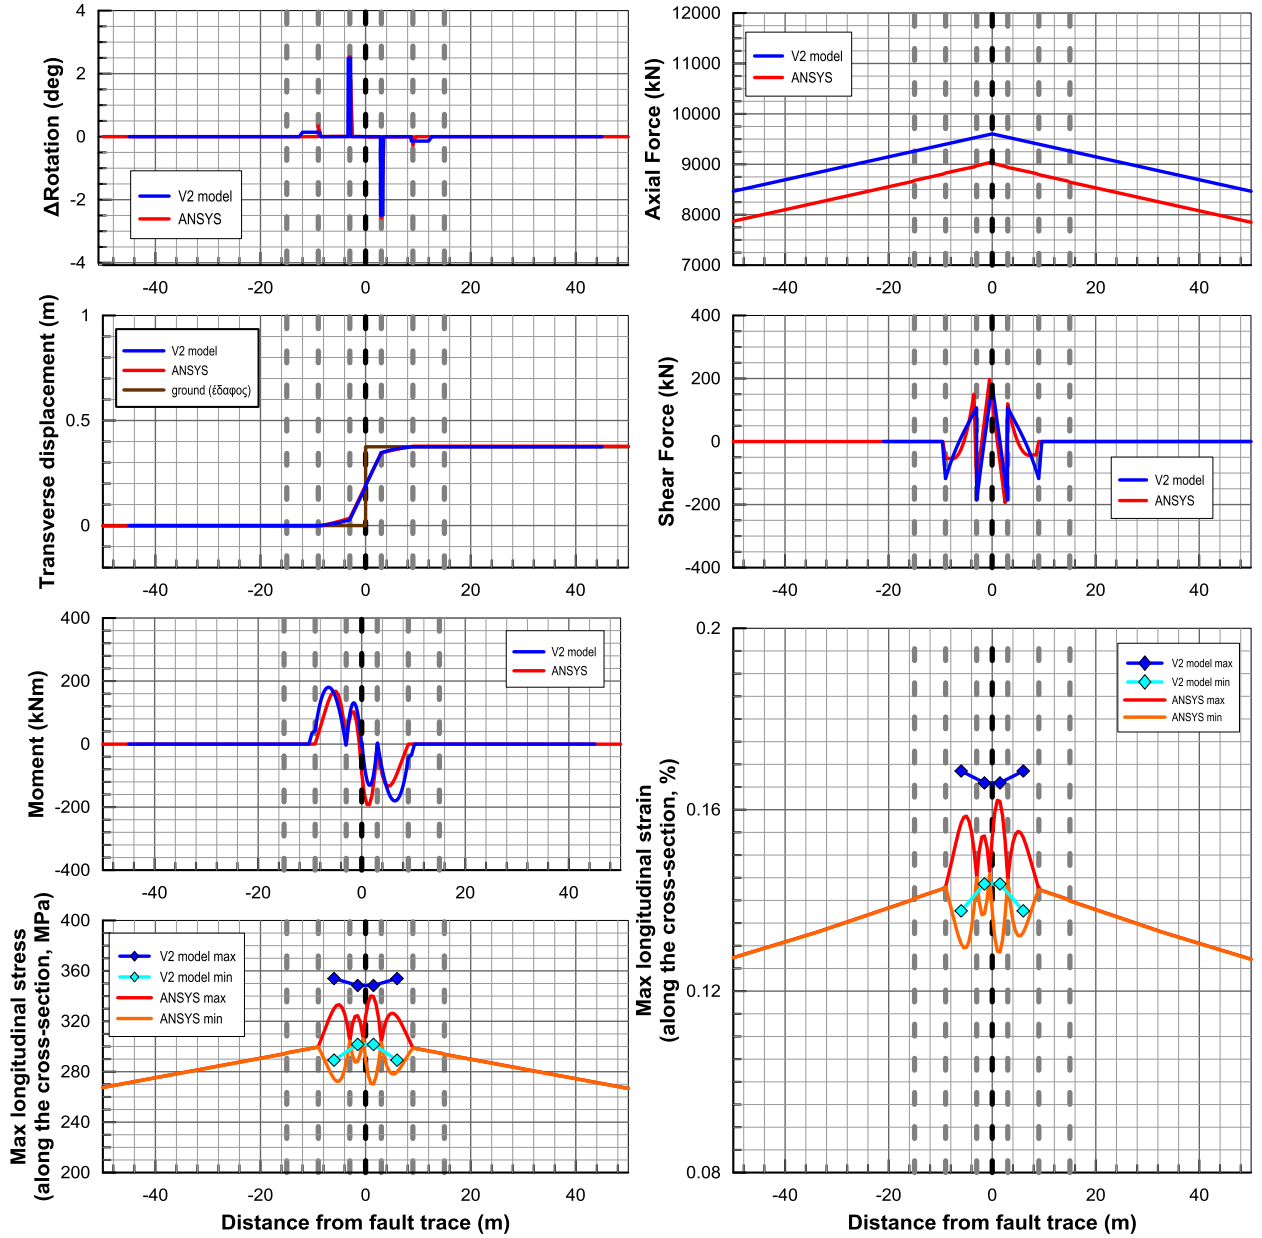 ΔRotation (deg)
4
2
0
-2
-4
V2 model
ANSYS
-40
-20
0
20
40
Axial Force (kN)
12000
11000
10000
9000
8000
7000
V2 model
ANSYS
-40
-20
0
20
40
Transverse displacement (m)
1
0.5
0
V2 model
ANSYS
ground (έδαφος)
-40
-20
0
20
40
Shear Force (kN)
400
200
0
-200
-400
V2 model
ANSYS
-40
-20
0
20
40
Moment (kNm)
400
200
0
-200
-400
V2 model
ANSYS
-40
-20
0
20
40
Max longitudinal stress
(along the cross-section, MPa)
400
360
320
280
240
200
V2 model max
V2 model min
ANSYS max
ANSYS min
-40
-20
0
20
40
Distance from fault trace (m)
Max longitudinal strain
(along the cross-section, %)
0.2
0.16
0.12
0.08
V2 model max
V2 model min
ANSYS max
ANSYS min
-40
-20
0
20
40
Distance from fault trace (m)